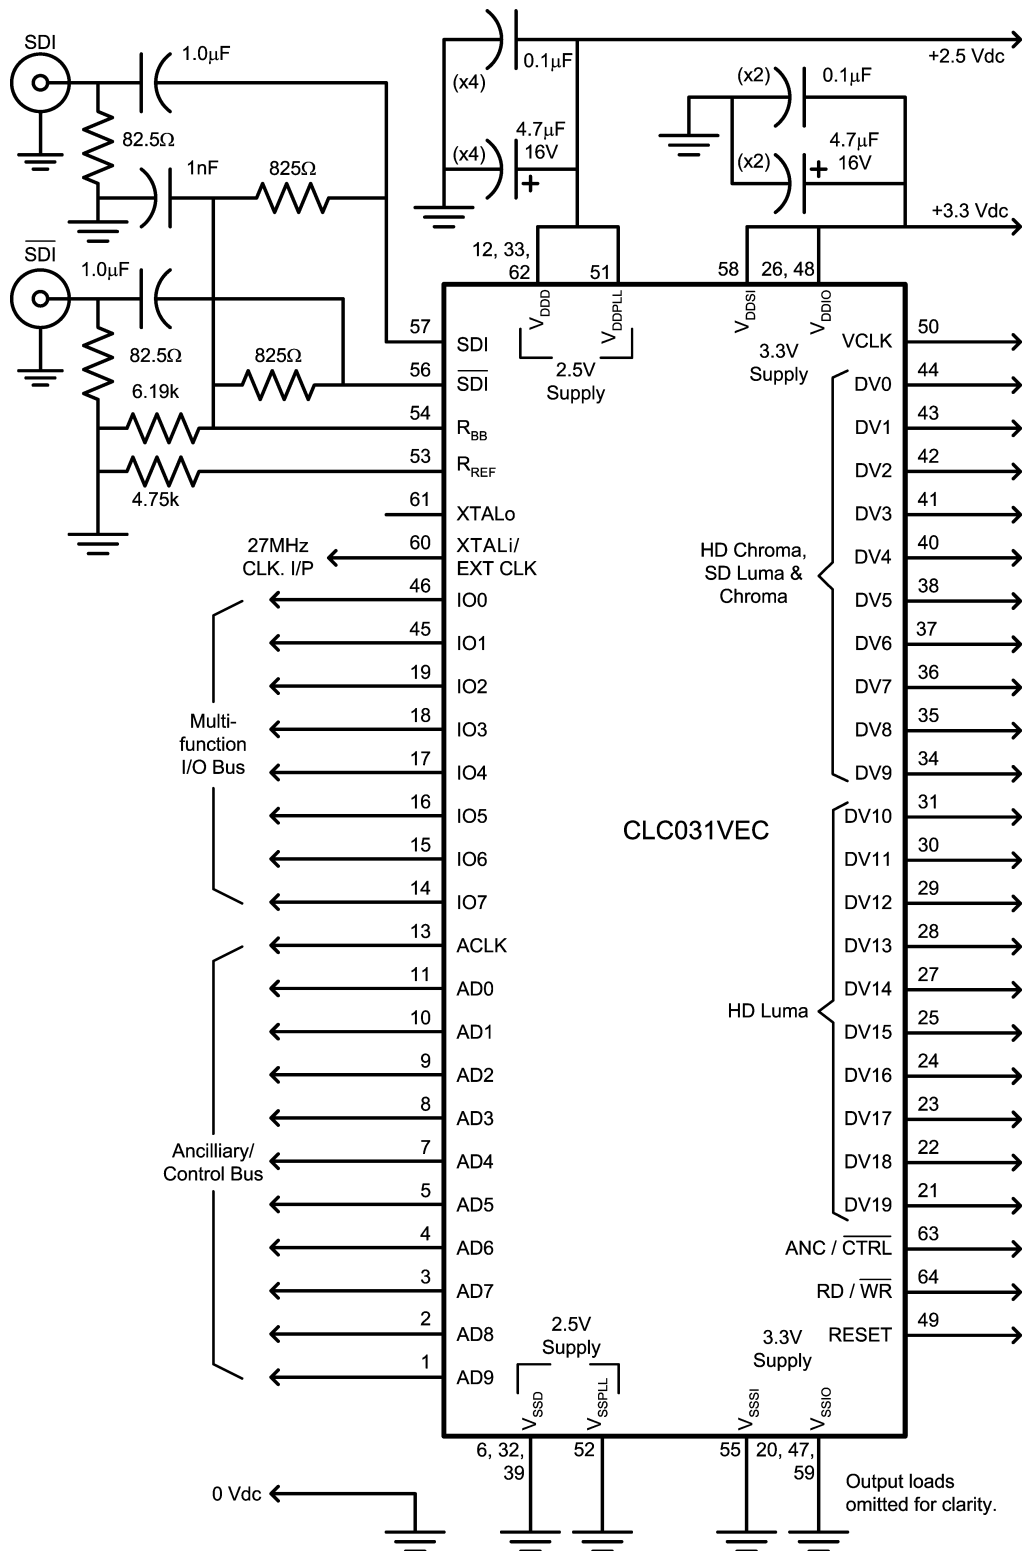 SDI
1.0µF
82.5Ω
1nF
825Ω
SDI
1.0µF
82.5Ω
825Ω
6.19k
4.75k
(x4)
0.1µF
(x4)
4.7µF
16V
+
+2.5 Vdc
(x2)
0.1µF
(x2)
4.7µF
16V
+
+3.3 Vdc
12, 33,
62
51
58
26, 48
VDDD
VDDPLL
VDDSI
VDDIO
2.5V
Supply
3.3V
Supply
57
SDI
56
SDI
54
RBB
53
RREF
61
XTALo
27MHz
CLK. I/P
60
XTALi/
EXT CLK
46
IO0
45
IO1
19
IO2
18
IO3
17
IO4
16
IO5
15
IO6
14
IO7
Multi-
function
I/O Bus
13
ACLK
11
AD0
10
AD1
9
AD2
8
AD3
7
AD4
5
AD5
4
AD6
3
AD7
2
AD8
1
AD9
Ancilliary/
Control Bus
CLC031VEC
VCLK
50
DV0
44
DV1
43
DV2
42
DV3
41
DV4
40
DV5
38
DV6
37
DV7
36
DV8
35
DV9
34
HD Chroma,
SD Luma &
Chroma
DV10
31
DV11
30
DV12
29
DV13
28
DV14
27
DV15
25
DV16
24
DV17
23
DV18
22
DV19
21
HD Luma
ANC / CTRL
63
RD / WR
64
RESET
49
2.5V
Supply
3.3V
Supply
VSSD
VSSPLL
VSSSI
VSSIO
6, 32,
39
52
55
20, 47,
59
0 Vdc
Output loads
omitted for clarity.